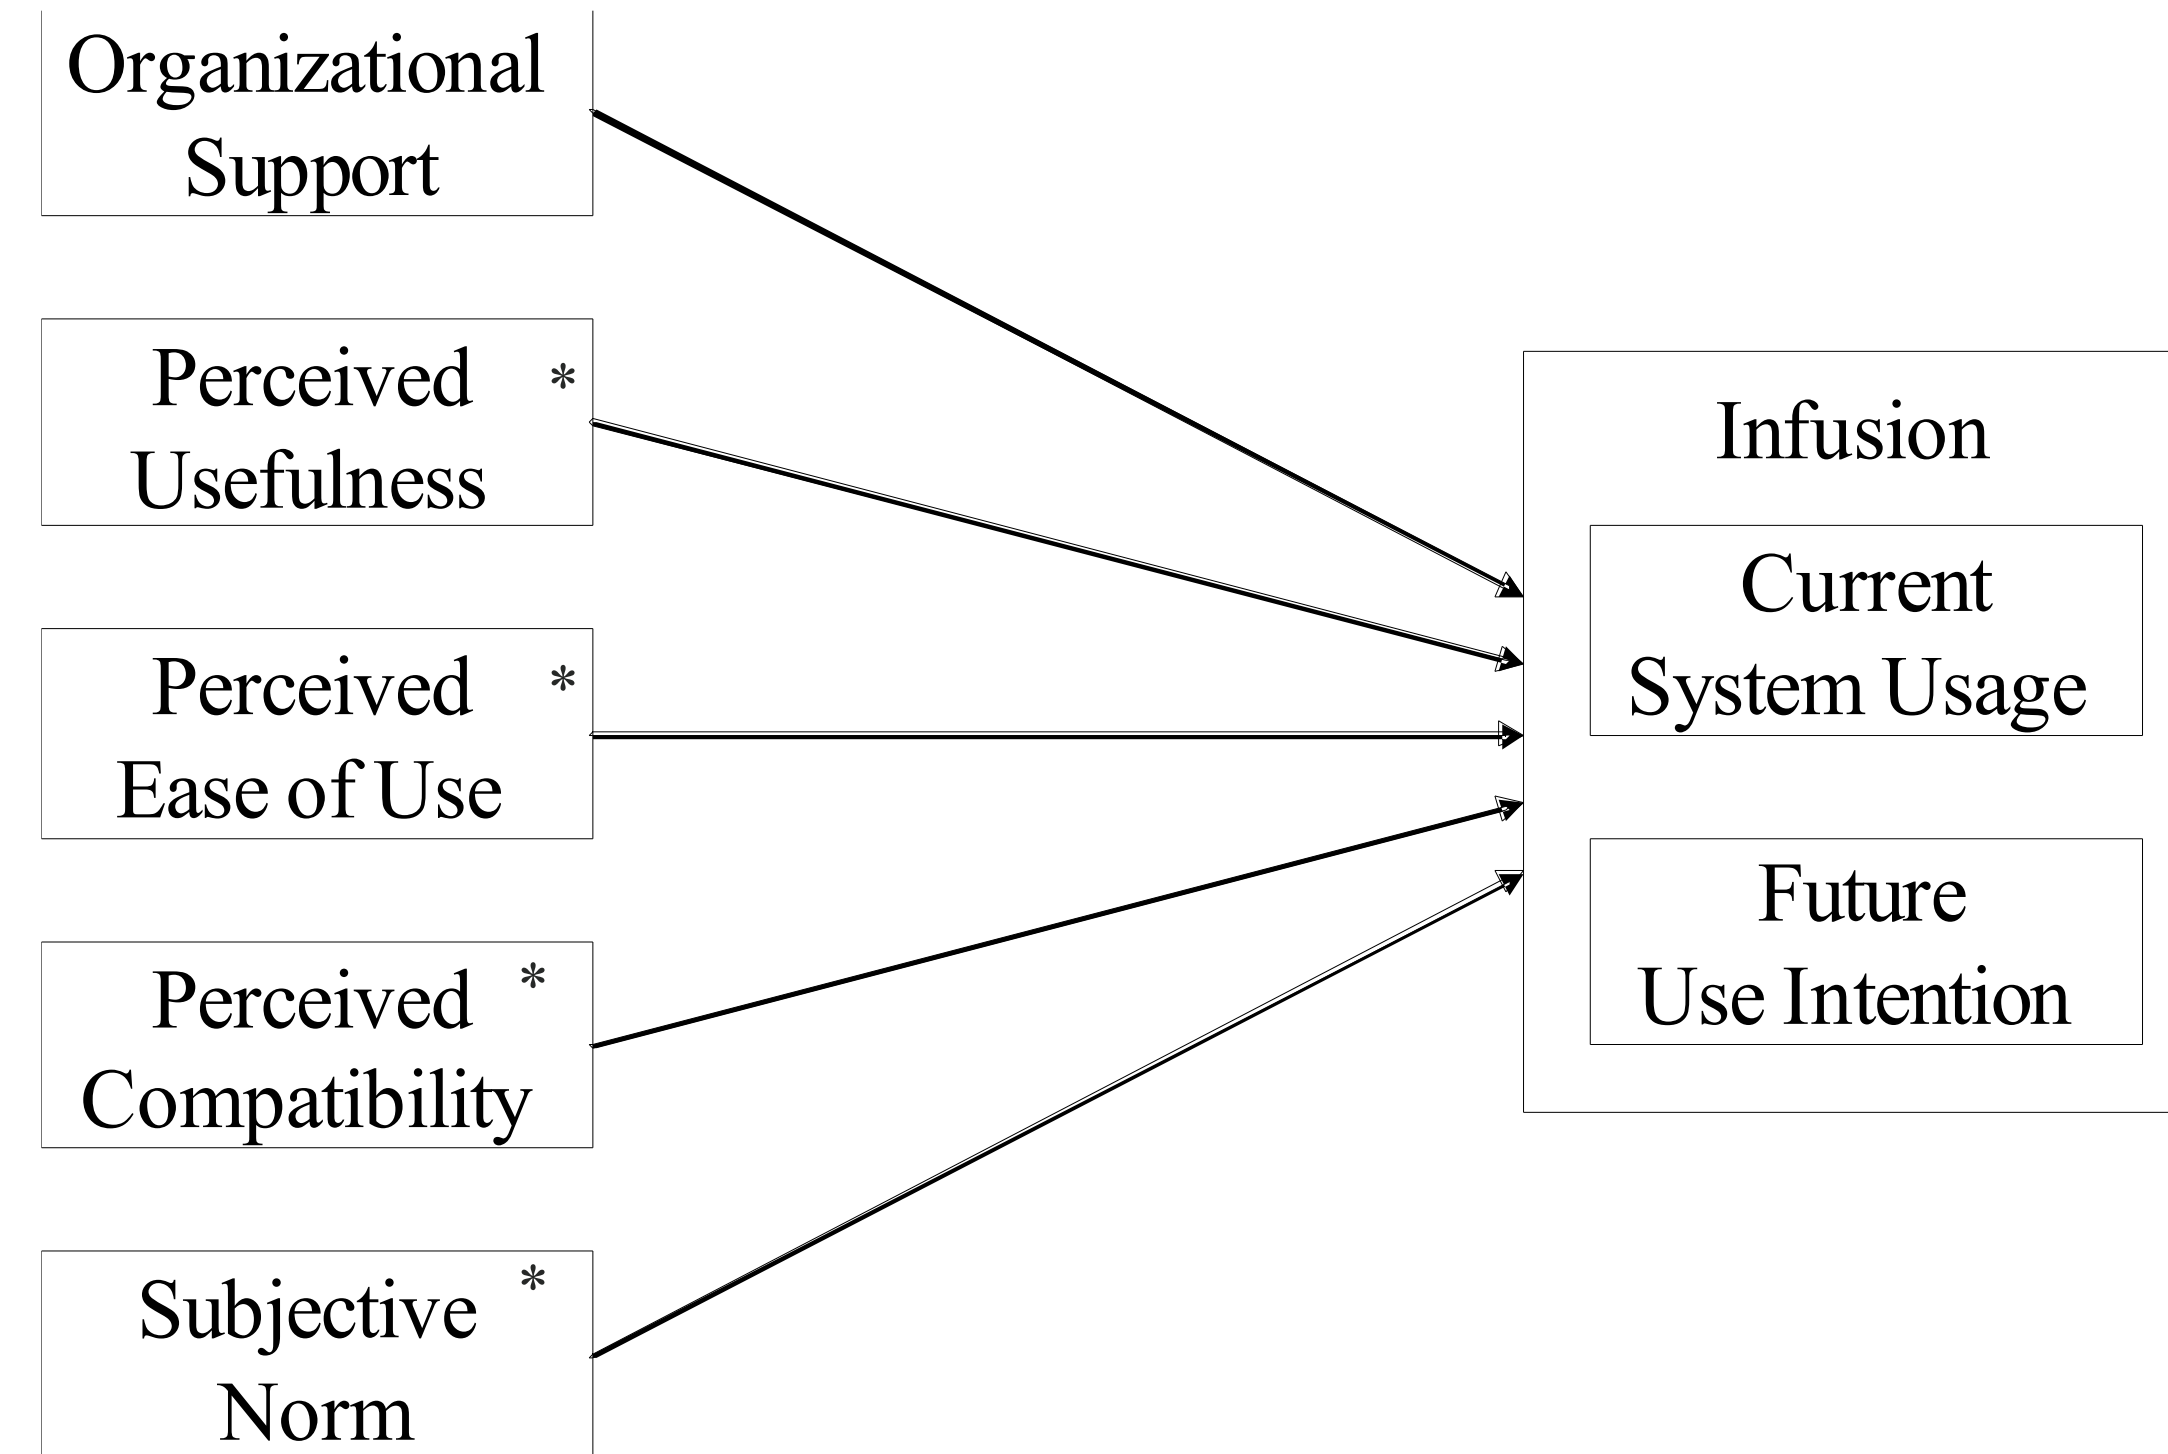 Organizational
Support
Perceived *
Usefulness
Perceived *
Ease of Use
Perceived *
Compatibility
Subjective *
Norm
Infusion
Current
System Usage
Future
Use Intention